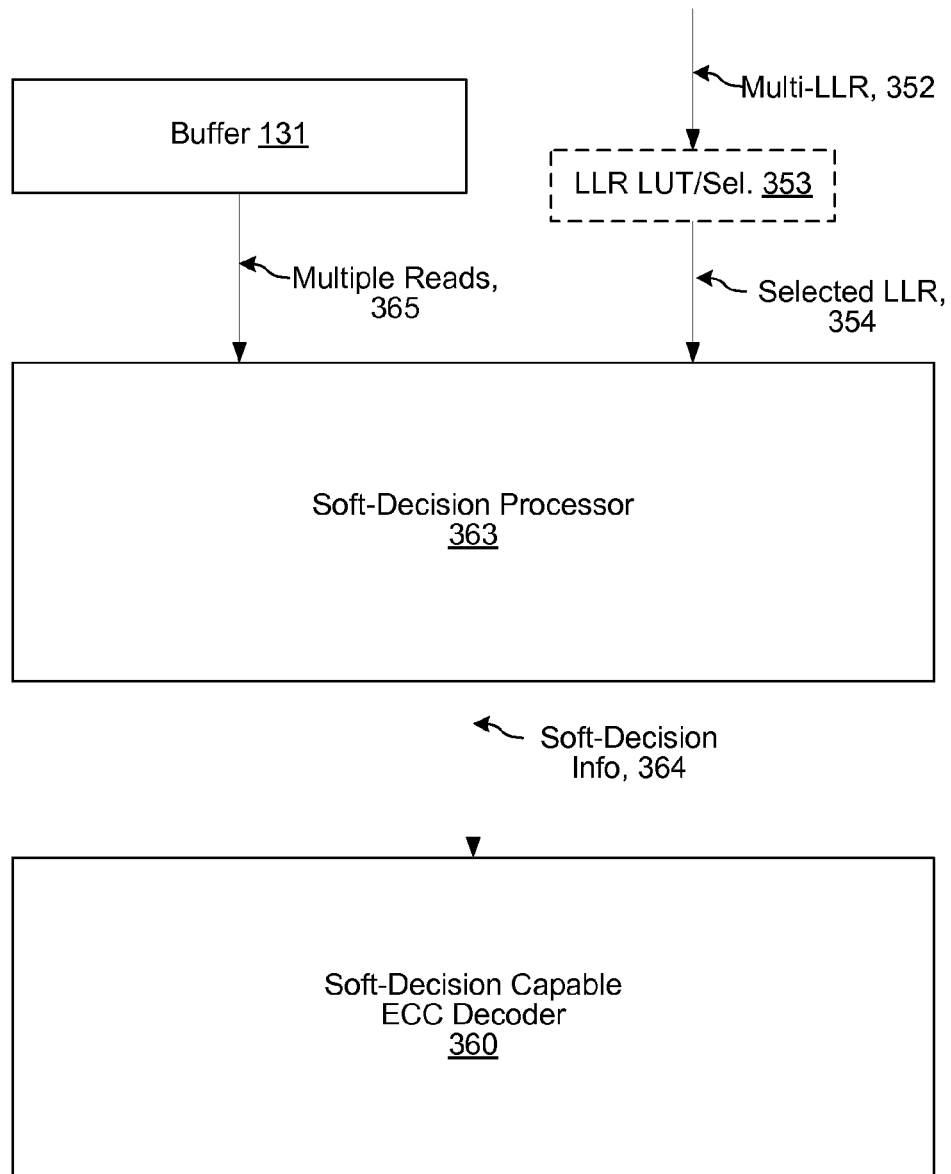 Multi-LLR, 352
Buffer 131
LLR LUT/Sel. 353
Multiple Reads,
365
Selected LLR,
354
Soft-Decision Processor
363
Soft-Decision
Info, 364
Soft-Decision Capable
ECC Decoder
360